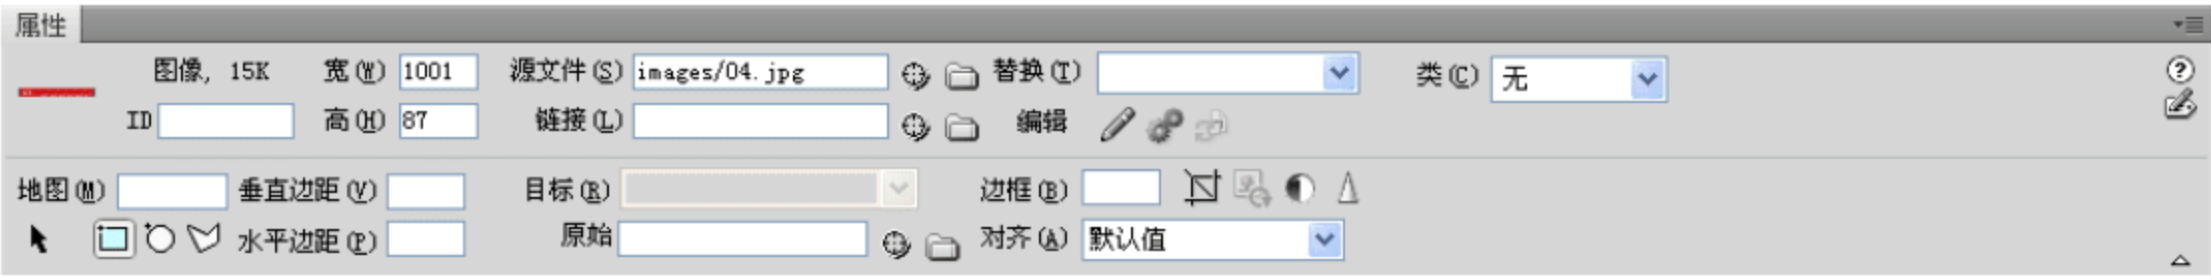 属性
图像, 15K 宽(W) 1001 源文件(S) images/04.jpg 替换(T) 类(C) 无
ID 高(H) 87 链接(L) 编辑
地图(M) 垂直边距(V) 目标(R) 边框(B)
水平边距(P) 原始 对齐(A) 默认值